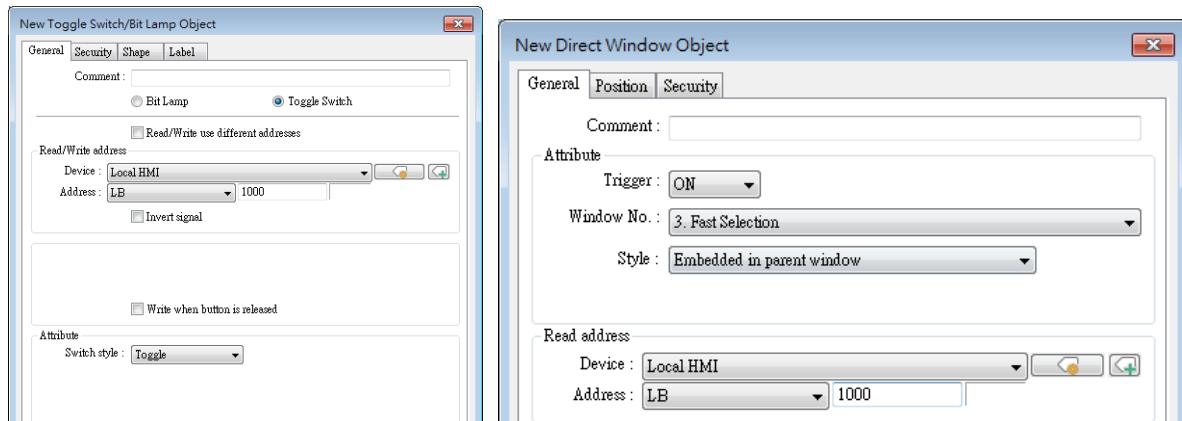 New Toggle Switch/Bit Lamp Object
General Security Shape Label
Comment :
Bit Lamp Toggle Switch
Read/Write use different addresses
Read/Write address
Device : Local HMI
Address : LB 1000
Invert signal
Write when button is released
Attribute
Switch style : Toggle
New Direct Window Object
General Position Security
Comment :
Attribute
Trigger : ON
Window No. : 3. Fast Selection
Style : Embedded in parent window
Read address
Device : Local HMI
Address : LB 1000